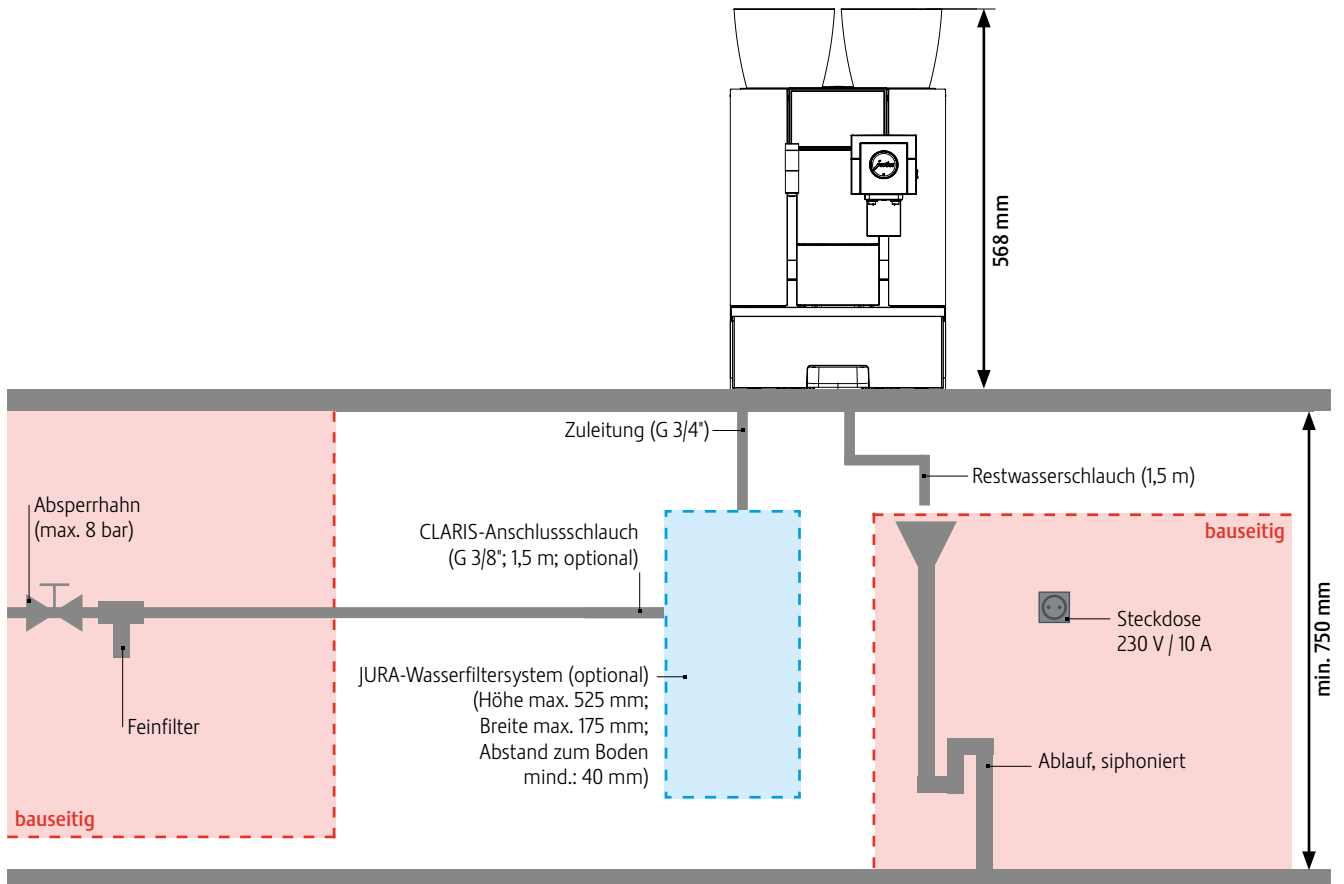 568 mm
Zuleitung (G 3/4")
Restwasserschlauch (1,5 m)
Absperrhahn
(max. 8 bar)
CLARIS-Anschlussschlauch
(G 3/8"; 1,5 m; optional)
bauseitig
Steckdose
230 V / 10 A
min. 750 mm
JURA-Wasserfiltersystem (optional)
(Höhe max. 525 mm;
Breite max. 175 mm;
Abstand zum Boden
mind.: 40 mm)
Feinfilter
Ablauf, siphoniert
bauseitig
jura